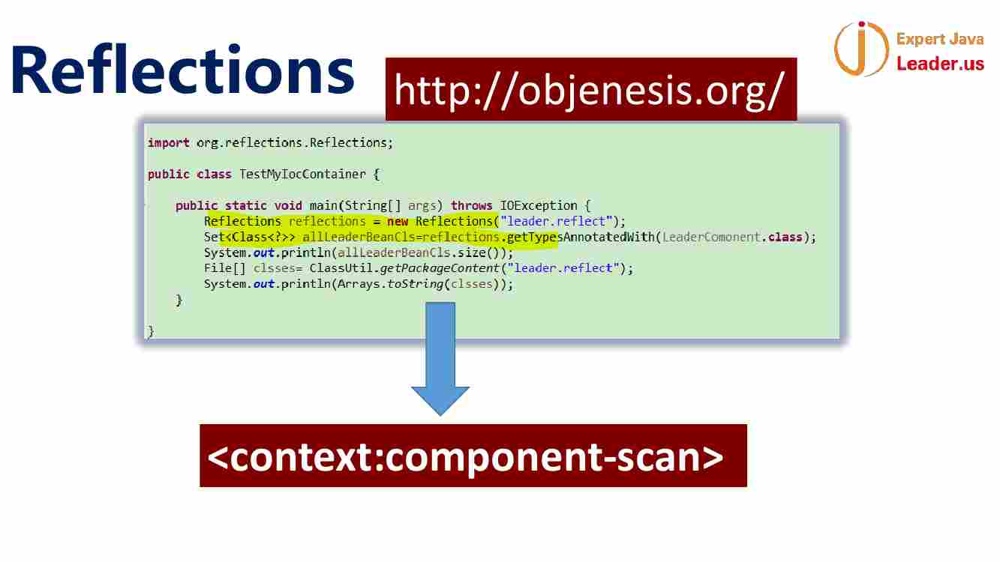 Reflections
http://objenesis.org/
Expert Java
Leader.us
import org.reflections.Reflections;
public class TestMyIocContainer {
public static void main(String[] args) throws IOException {
Reflections reflections = new Reflections("leader.reflect");
Set<Class<?>> allLeaderBeanCls=reflections.getTypesAnnotatedWith(LeaderComonent.class);
System.out.println(allLeaderBeanCls.size());
File[] clsses= ClassUtil.getPackageContent("leader.reflect");
System.out.println(Arrays.toString(clsses));
}
}
<context:component-scan>